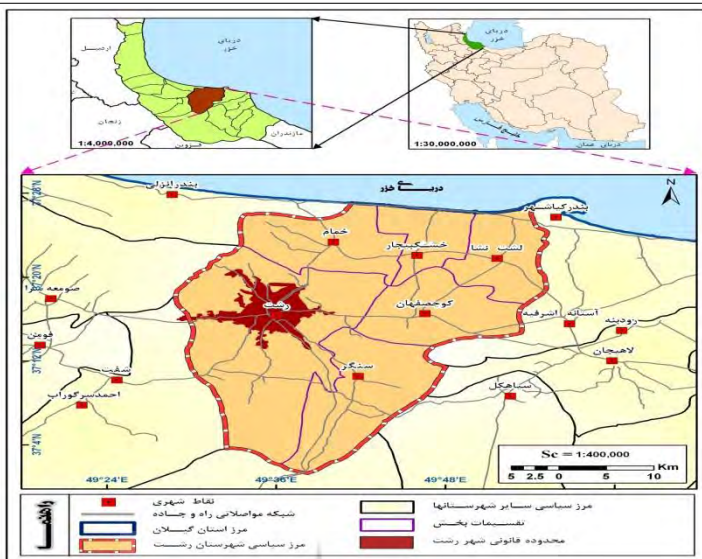 دریای
خزر
اردبیل
زنجان
قزوین
مازندران
1:4,000,000
دریای
خزر
خلیج فارس
دریای عمان
1:30,000,000
دریای خزر
N
بندرانزلی
بندرکیاشهر
خمام
خشکبیجار
لشت نشا
صومعه سرا
رشت
کوچصفهان
آستانه اشرفیه
رودبنه
فومن
لاهیجان
شفت
سنگر
سیاهکل
احمدسرگوراب
37°20'N
37°12'N
37°4'N
49°24'E
49°36'E
49°48'E
Sc = 1:400,000
5 2.5 0 5 10 Km
راهنما
نقاط شهری
شبکه مواصلاتی راه و جاده
مرز استان گیلان
مرز سیاسی شهرستان رشت
مرز سیاسی سایر شهرستانها
تقسیمات بخش
محدوده قانونی شهر رشت